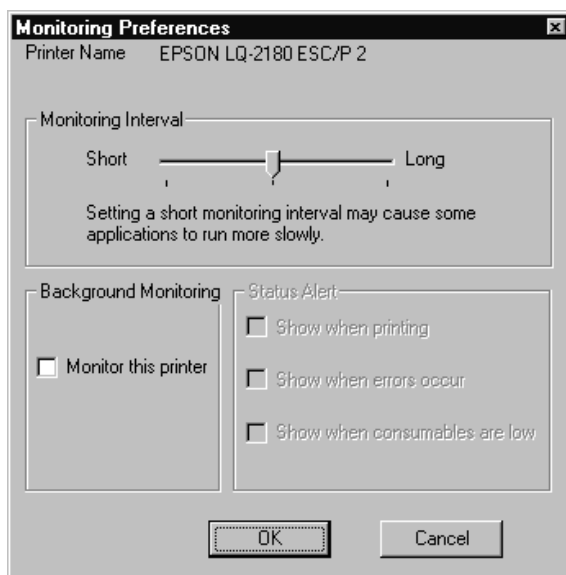 Monitoring Preferences
Printer Name EPSON LQ-2180 ESC/P 2
Monitoring Interval
Short Long
Setting a short monitoring interval may cause some
applications to run more slowly.
Background Monitoring
Monitor this printer
Status Alert
Show when printing
Show when errors occur
Show when consumables are low
OK Cancel